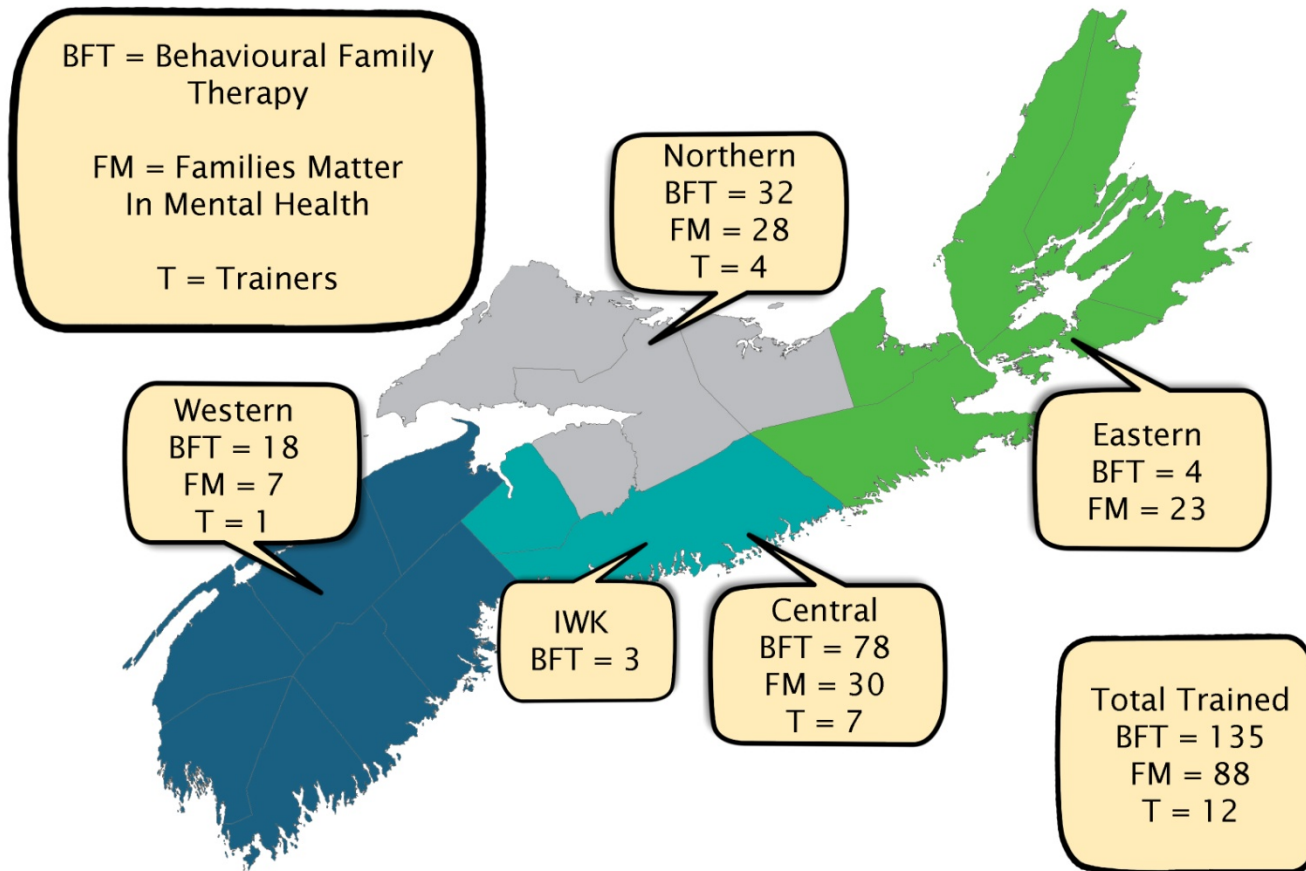 BFT = Behavioural Family
Therapy
FM = Families Matter
In Mental Health
T = Trainers
Northern
BFT = 32
FM = 28
T = 4
Western
BFT = 18
FM = 7
T = 1
Eastern
BFT = 4
FM = 23
IWK
BFT = 3
Central
BFT = 78
FM = 30
T = 7
Total Trained
BFT = 135
FM = 88
T = 12